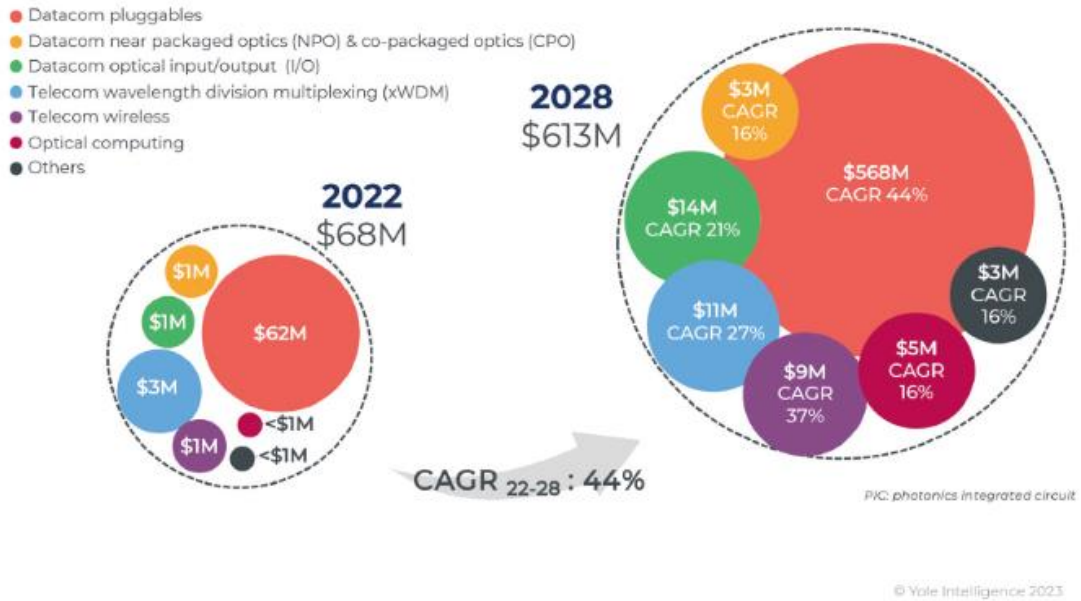 Datacom pluggables
Datacom near packaged optics (NPO) & co-packaged optics (CPO)
Datacom optical input/output (I/O)
Telecom wavelength division multiplexing (xWDM)
Telecom wireless
Optical computing
Others
2022
$68M
$1M
$1M
$62M
$3M
$1M
<$1M
<$1M
2028
$613M
$3M
CAGR
16%
$568M
CAGR 44%
$14M
CAGR 21%
$11M
CAGR 27%
$9M
CAGR
37%
$5M
CAGR
16%
$3M
CAGR
16%
CAGR 22-28 : 44%
PIC: photonics integrated circuit
© Yole Intelligence 2023